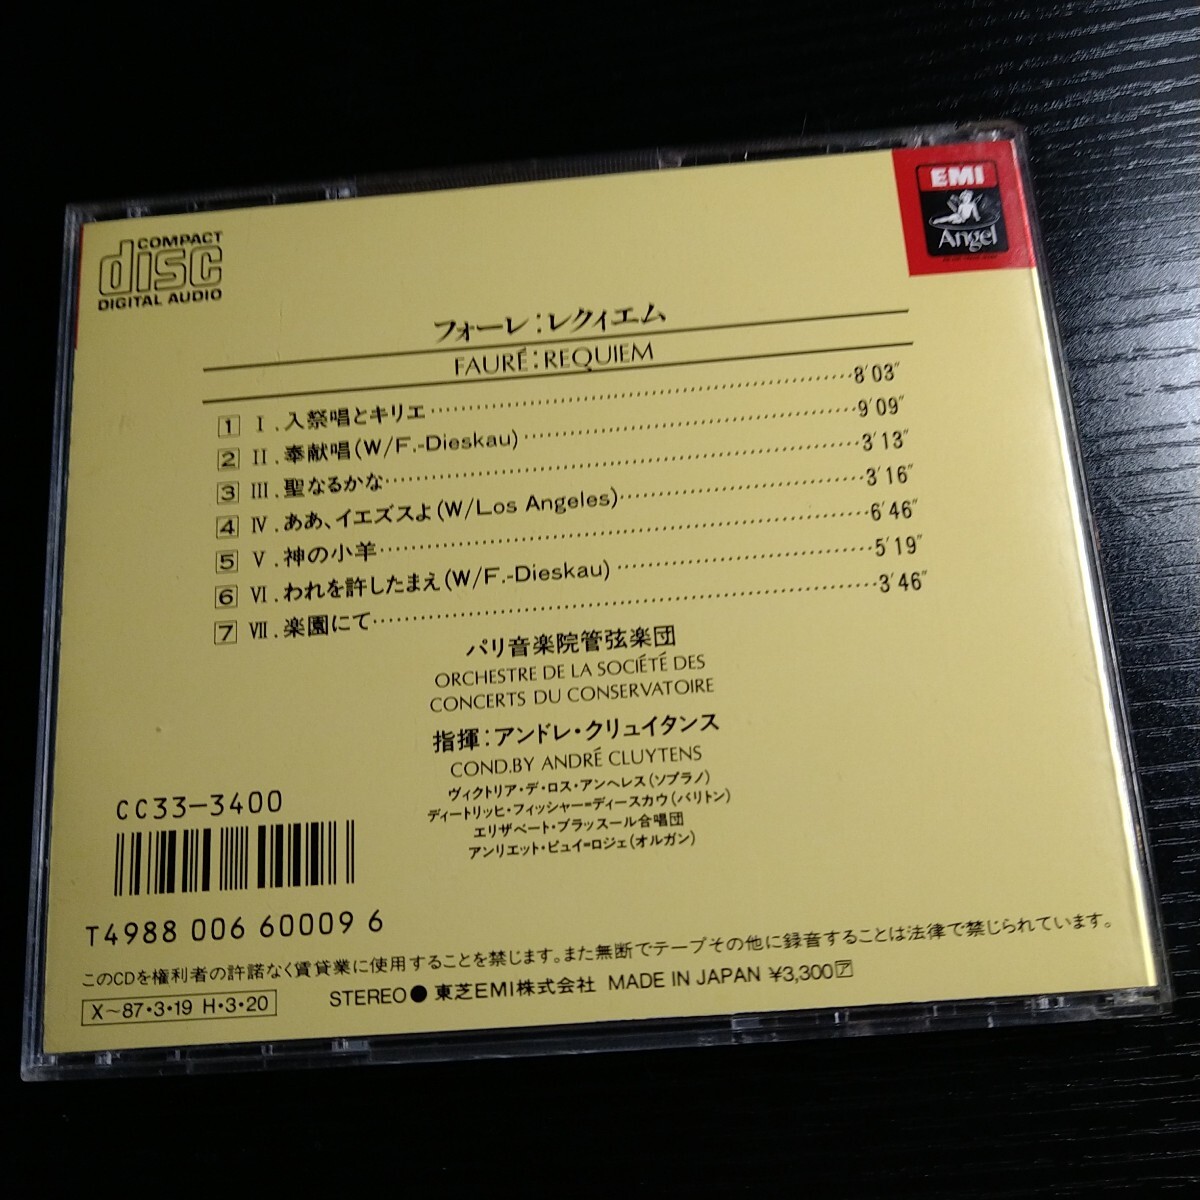 COMPACT
disc
DIGITAL AUDIO
EMI
Angel
フォーレ:レクィエム
FAURÉ:REQUIEM
1 I.入祭唱とキリエ……8′03″
2 II.奉献唱(W/F.-Dieskau)……9′09″
3 III.聖なるかな……3′13″
4 IV.ああ、イエズスよ(W/Los Angeles)……3′16″
5 V.神の小羊……6′46″
6 VI.われを許したまえ(W/F.-Dieskau)……5′19″
7 VII.楽園にて……3′46″
パリ音楽院管弦楽団
ORCHESTRE DE LA SOCIÉTÉ DES
CONCERTS DU CONSERVATOIRE
指揮:アンドレ・クリュイタンス
COND.BY ANDRÉ CLUYTENS
ヴィクトリア・デ・ロス・アンヘレス(ソプラノ)
ディートリッヒ・フィッシャー=ディースカウ(バリトン)
エリザベート・ブラッスール合唱団
アンリエット・ピュイ=ロジェ(オルガン)
CC33-3400
T4988 006 60009 6
このCDを権利者の許諾なく賃貸業に使用することを禁じます。また無断でテープその他に録音することは法律で禁じられています。
X~87・3・19 H・3・20
STEREO● 東芝EMI株式会社 MADE IN JAPAN ¥3,300ア